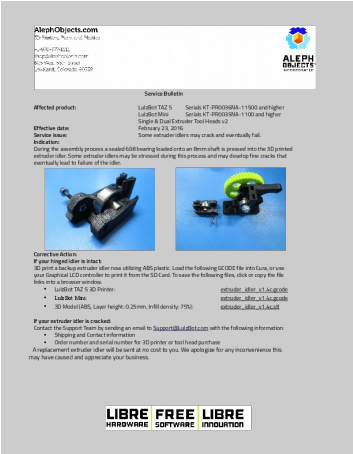 AlephObjects.com
3D Printers, Parts, and Plastics
Loveland, Colorado 80538
ALEPH
OBJECTS
INCORPORATED
Service Bulletin
Affected product: LulzBot TAZ 5 Serials KT-PR0036NA-11500 and higher
LulzBot Mini Serials KT-PR0035NA-1100 and higher
Single & Dual Extruder Tool Heads v2
Effective date: February 23, 2016
Service issue: Some extruder idlers may crack and eventually fail.
Indication:
During the assembly process a sealed 608 bearing loaded onto an 8mm shaft is pressed into the 3D printed
extruder idler. Some extruder idlers may be stressed during this process and may develop fine cracks that
eventually lead to failure of the idler.
Corrective Action:
If your hinged idler is intact:
3D print a backup extruder idler now utilizing ABS plastic. Load the following GCODE file into Cura, or use
your Graphical LCD controller to print it from the SD Card. To save the following files, click or copy the file
links into a browser window.
• LulzBot TAZ 5 3D Printer: extruder_idler_v1.4c.gcode
• LulzBot Mini: extruder_idler_v1.4c.gcode
• 3D Model (ABS, Layer height: 0.25mm, Infill density: 75%): extruder_idler_v1.4c.stl
If your extruder idler is cracked:
Contact the Support Team by sending an email to Support@LulzBot.com with the following information:
• Shipping and Contact information
• Order number and serial number for 3D printer or tool head purchase
A replacement extruder idler will be sent at no cost to you. We apologize for any inconvenience this
may have caused and appreciate your business.
LIBRE HARDWARE FREE SOFTWARE LIBRE INNOVATION